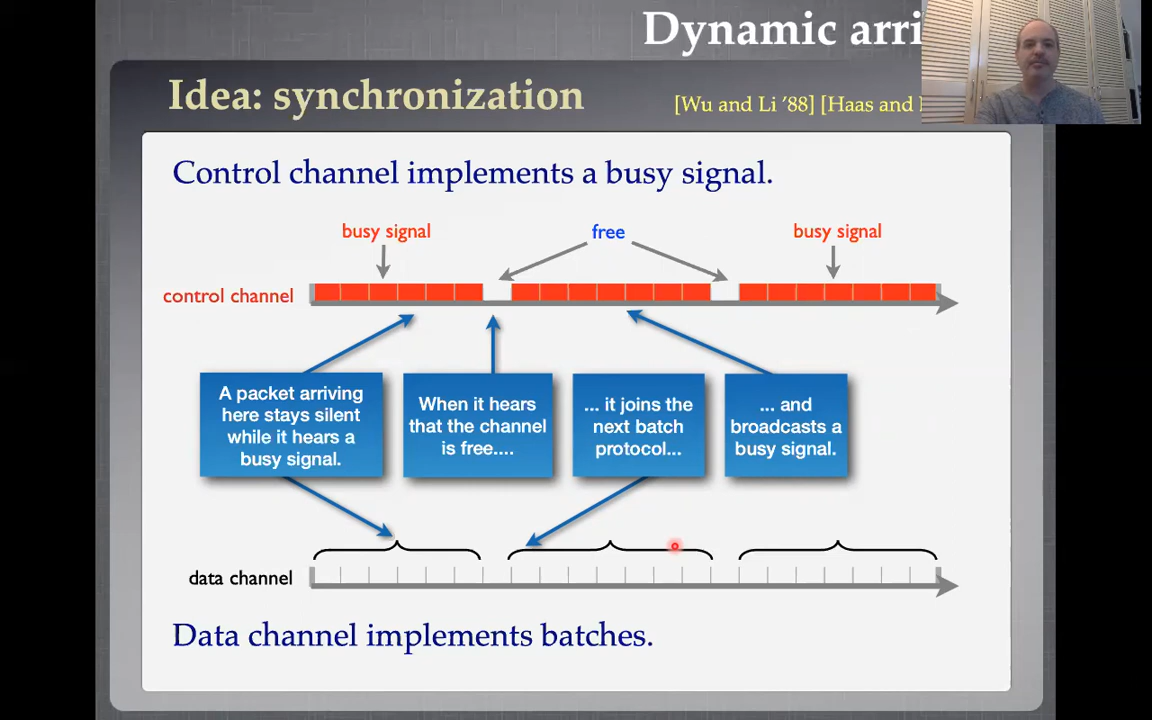 Dynamic
Idea: synchronization
[Wu and Li ’88] [Haas and
Control channel implements a busy signal.
busy signal
free
busy signal
control channel
A packet arriving
here stays silent
while it hears a
busy signal.
When it hears
that the channel
is free....
... it joins the
next batch
protocol...
... and
broadcasts a
busy signal.
data channel
Data channel implements batches.